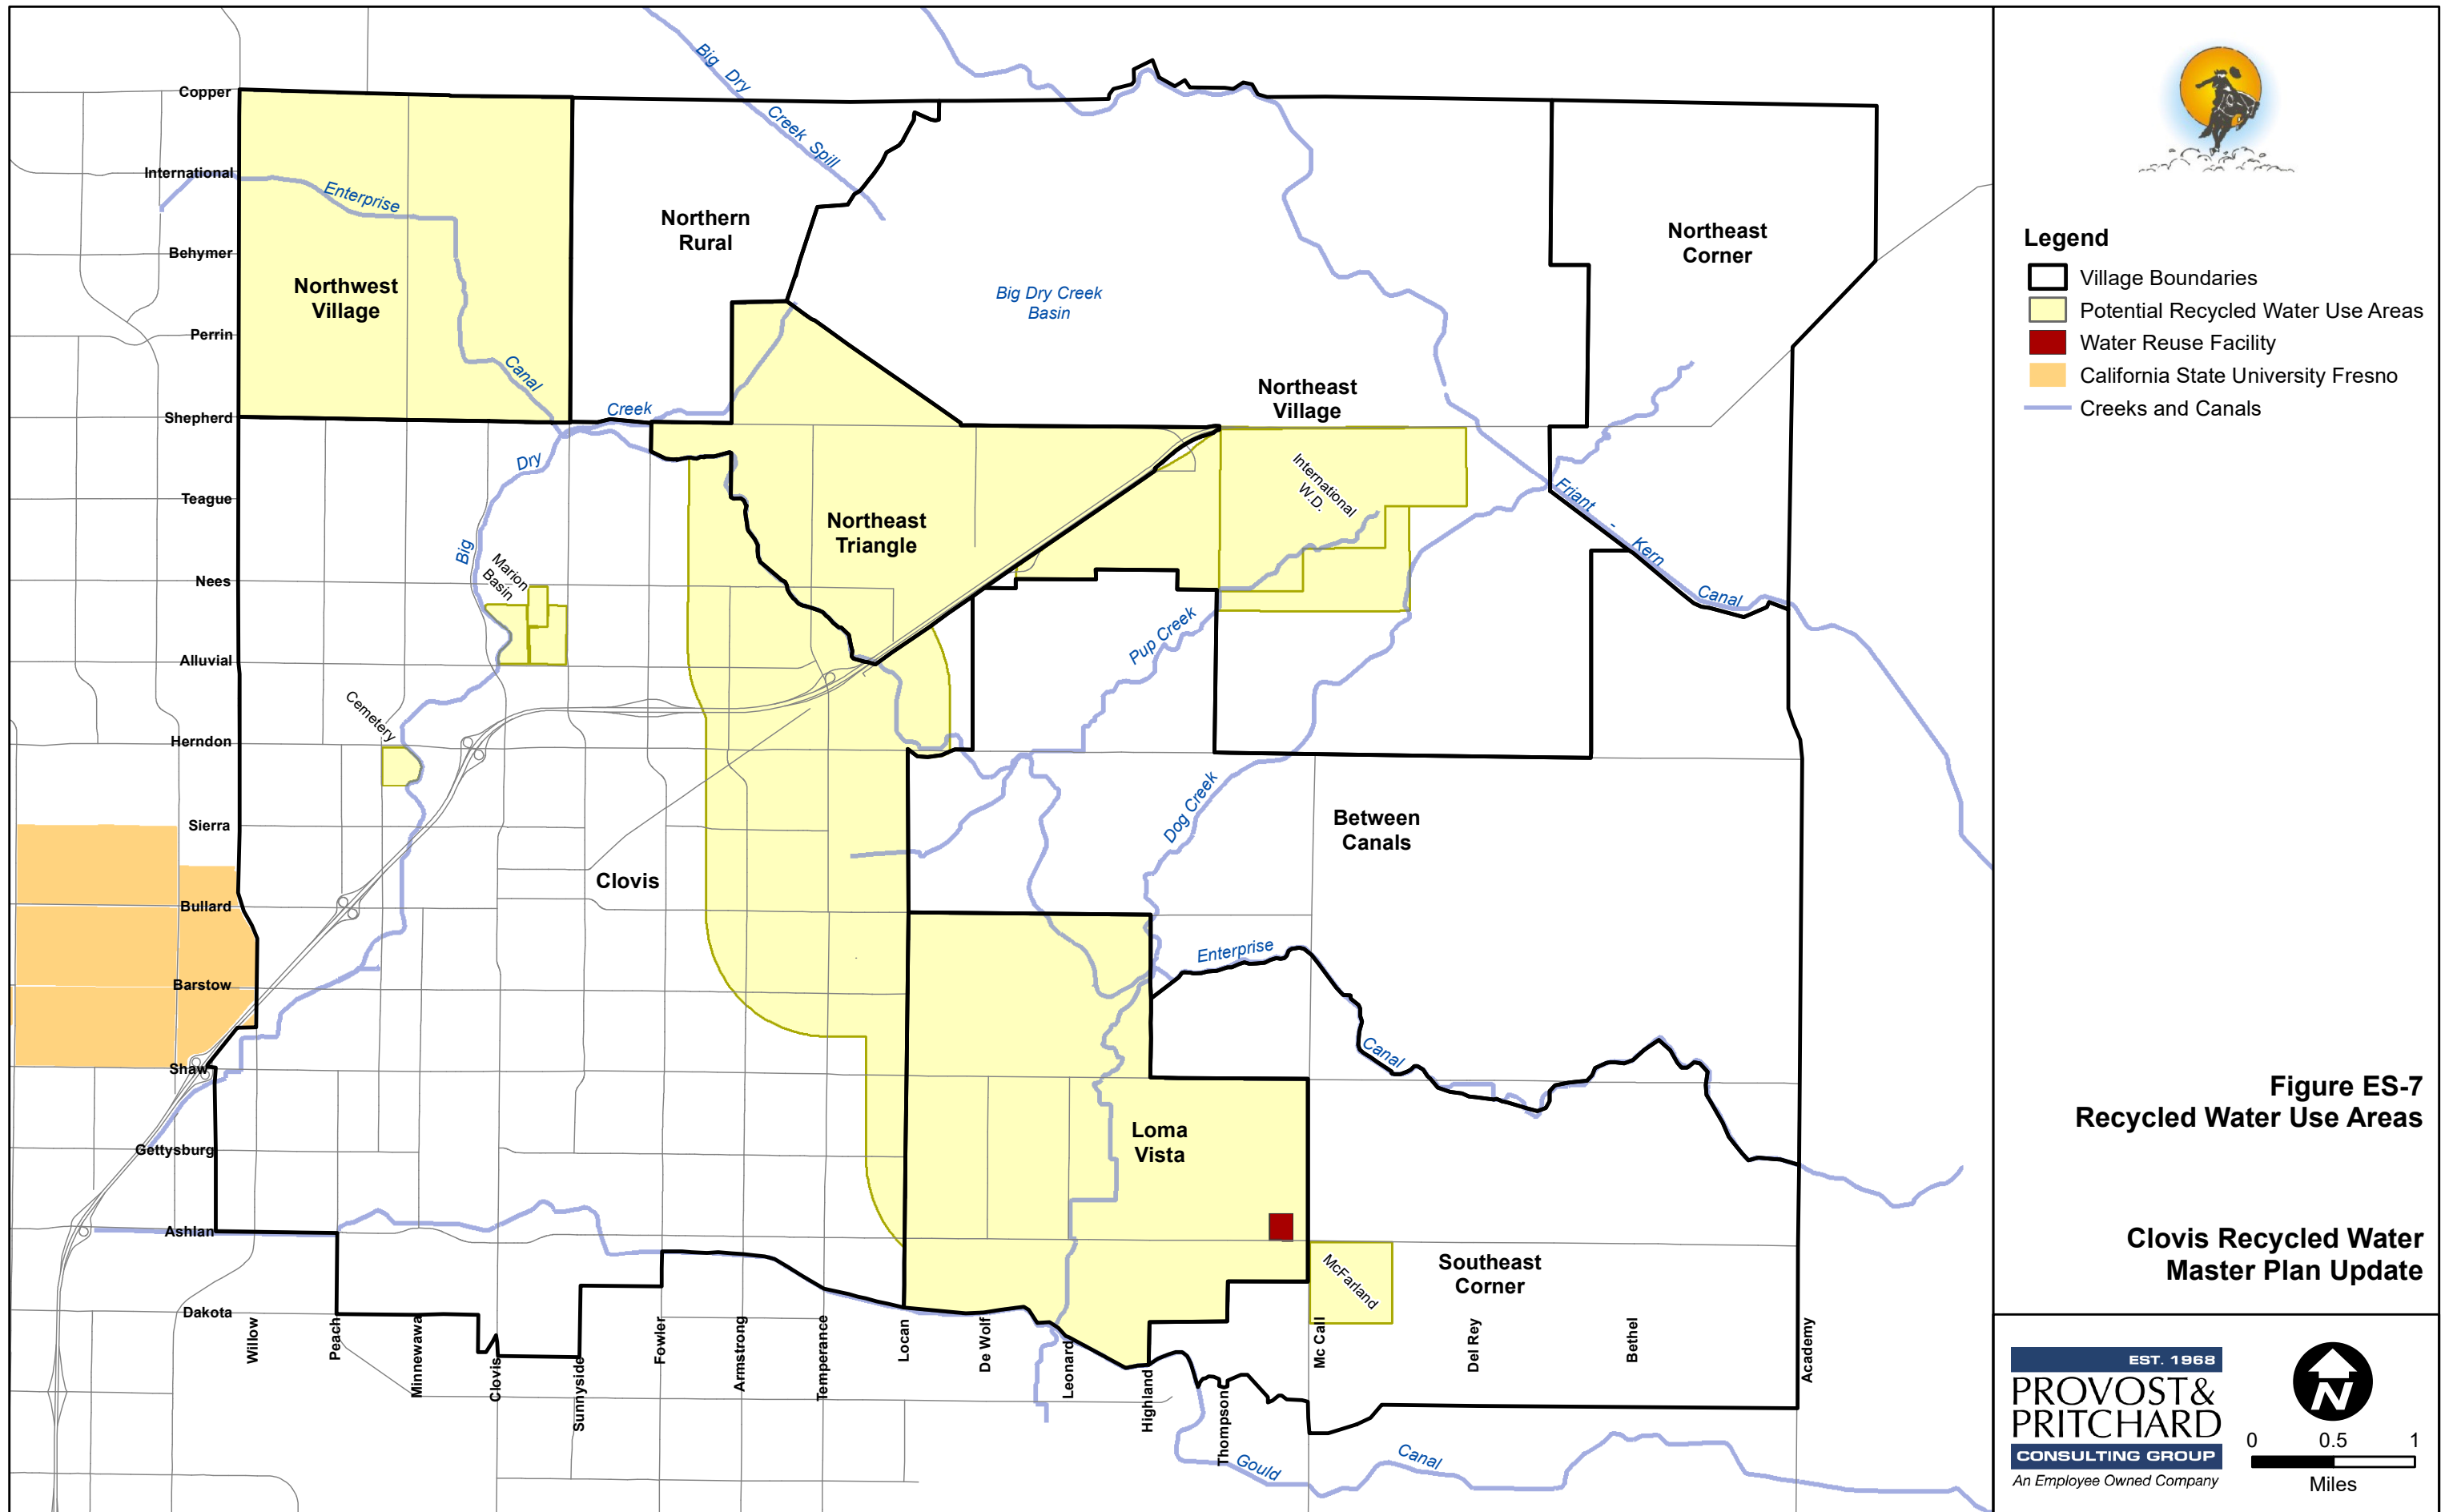 Big Dry Creek Spill
Copper
International
Behymer
Perrin
Shepherd
Teague
Nees
Alluvial
Herndon
Sierra
Bullard
Barstow
Shaw
Gettysburg
Ashlan
Dakota
Enterprise
Canal
Northwest
Village
Northern
Rural
Big Dry Creek
Basin
Northeast
Corner
Northeast
Village
Creek
Dry
Big
Marion
Basin
Northeast
Triangle
International
W.D.
Friant - Kern
Canal
Pup Creek
Cemetery
Dog Creek
Between
Canals
Clovis
Enterprise
Canal
Loma
Vista
McFarland
Southeast
Corner
Willow
Peach
Minnewawa
Clovis
Sunnyside
Fowler
Armstrong
Temperance
Locan
De Wolf
Leonard
Highland
Thompson
Mc Call
Del Rey
Bethel
Academy
Gould
Canal
Legend
Village Boundaries
Potential Recycled Water Use Areas
Water Reuse Facility
California State University Fresno
Creeks and Canals
Figure ES-7
Recycled Water Use Areas
Clovis Recycled Water
Master Plan Update
EST. 1968
PROVOST&
PRITCHARD
CONSULTING GROUP
An Employee Owned Company
N
0 0.5 1
Miles